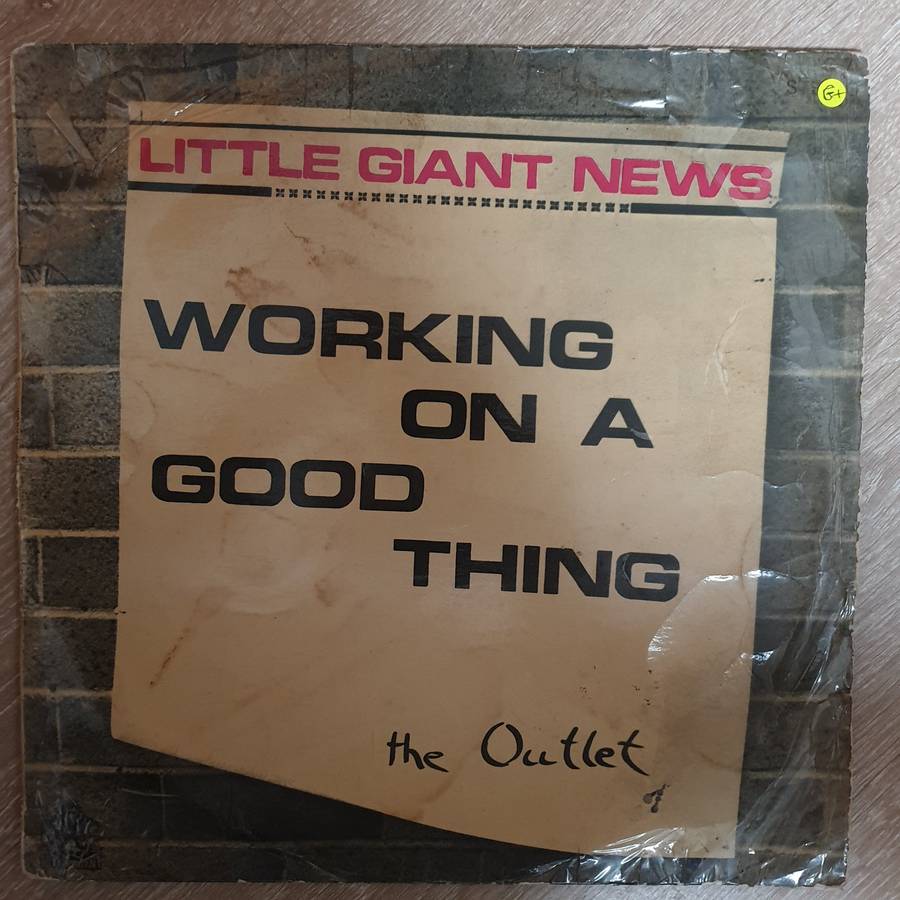 LITTLE GIANT NEWS
WORKING
ON A
GOOD
THING
the Outlet
G+